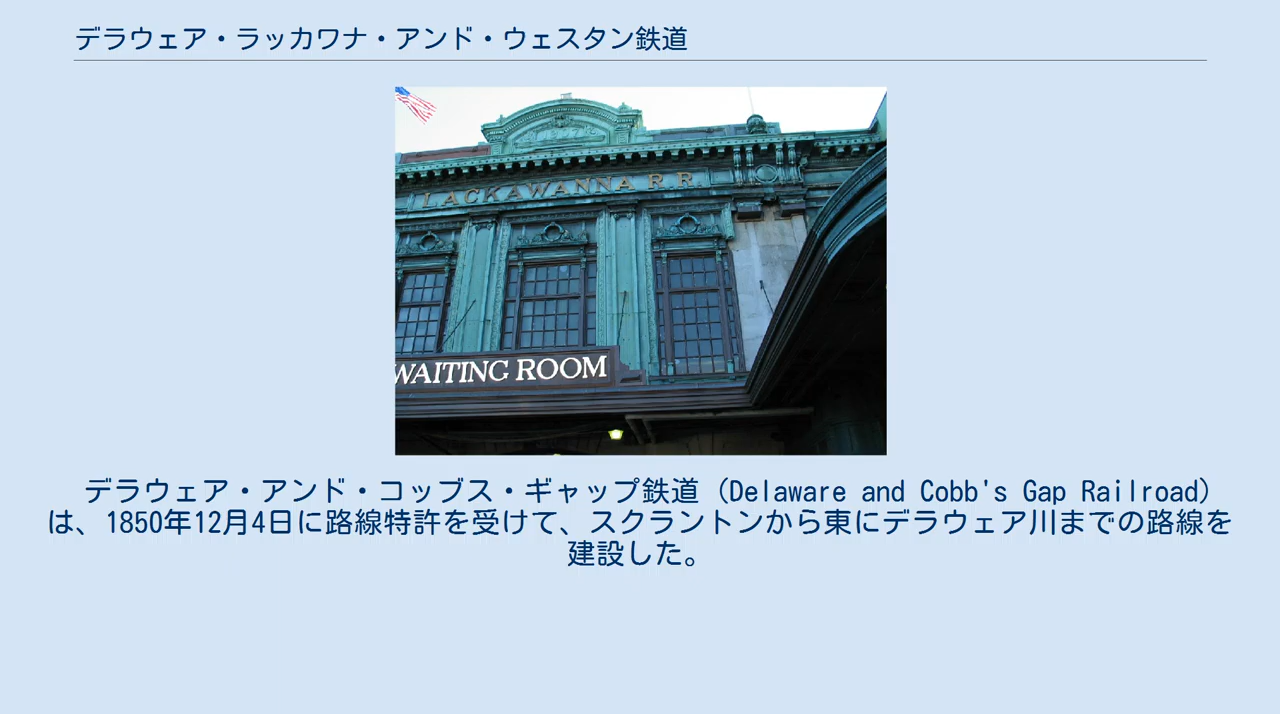 デラウェア・ラッカワナ・アンド・ウェスタン鉄道
LACKAWANNA R.R.
WAITING ROOM
デラウェア・アンド・コッブス・ギャップ鉄道（Delaware and Cobb's Gap Railroad）
は、1850年12月4日に路線特許を受けて、スクラントンから東にデラウェア川までの路線を
建設した。